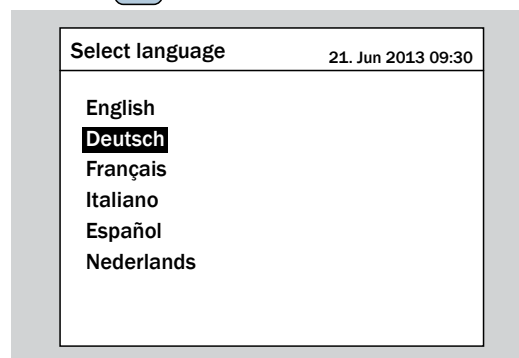 Select language 21. Jun 2013 09:30
English
Deutsch
Français
Italiano
Español
Nederlands